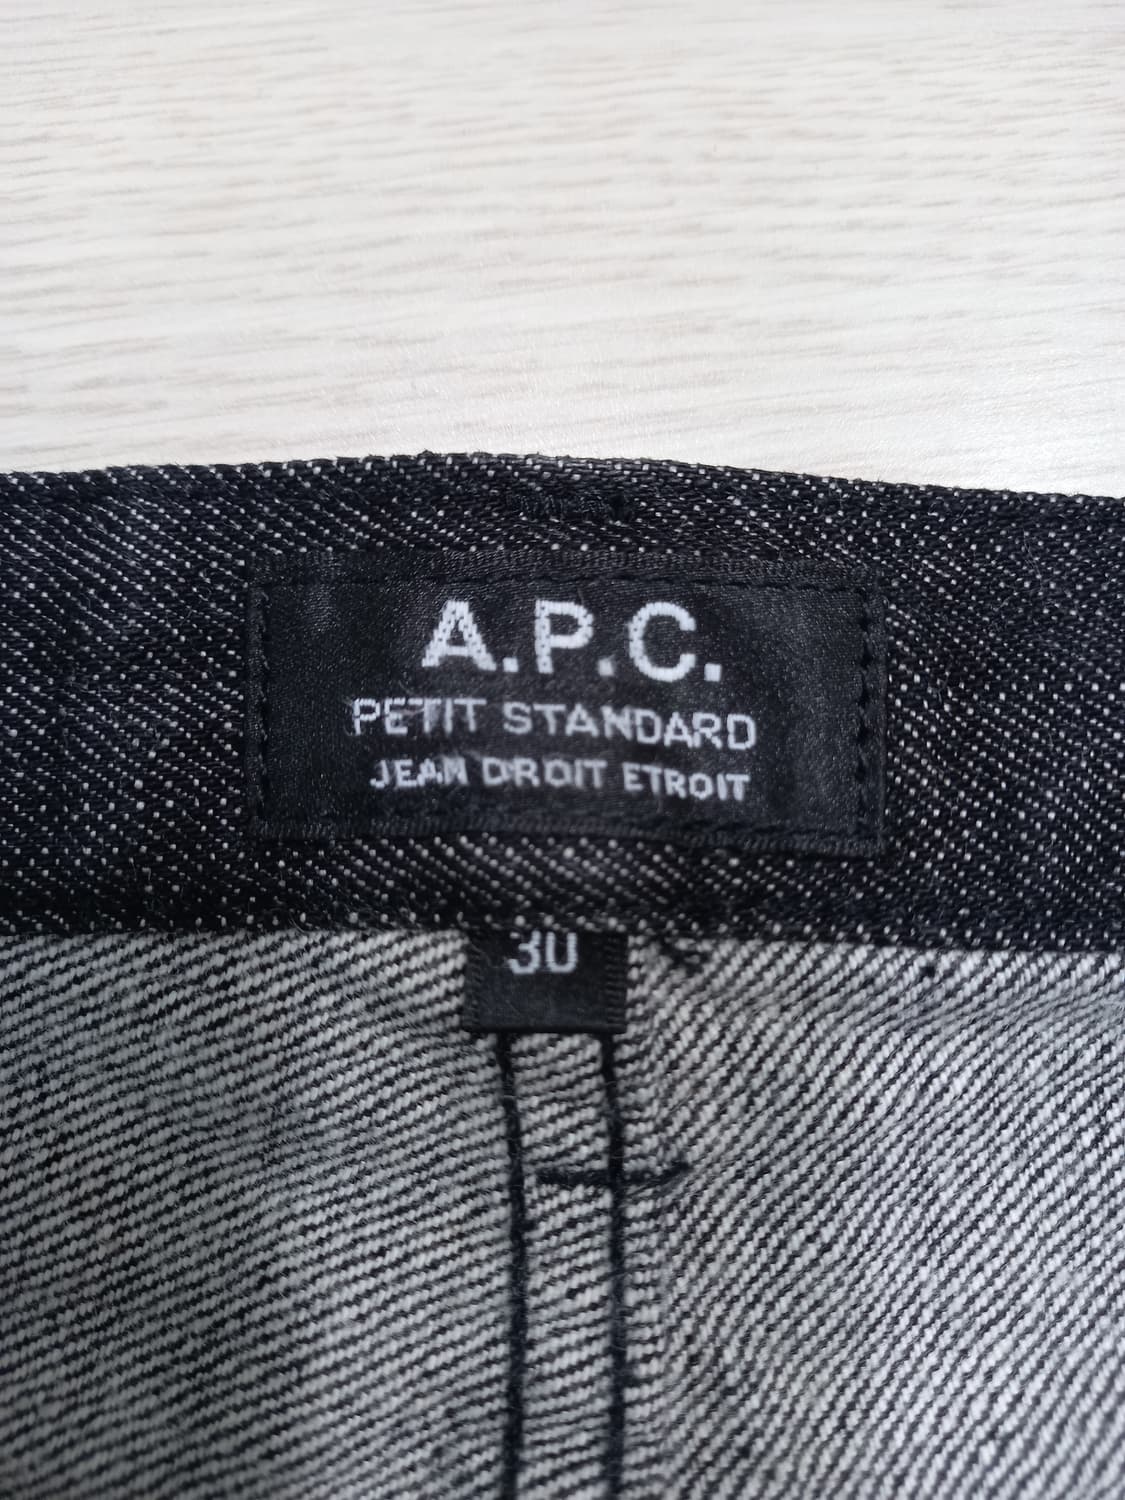 A.P.C.
PETIT STANDARD
JEAN DROIT ETROIT
30